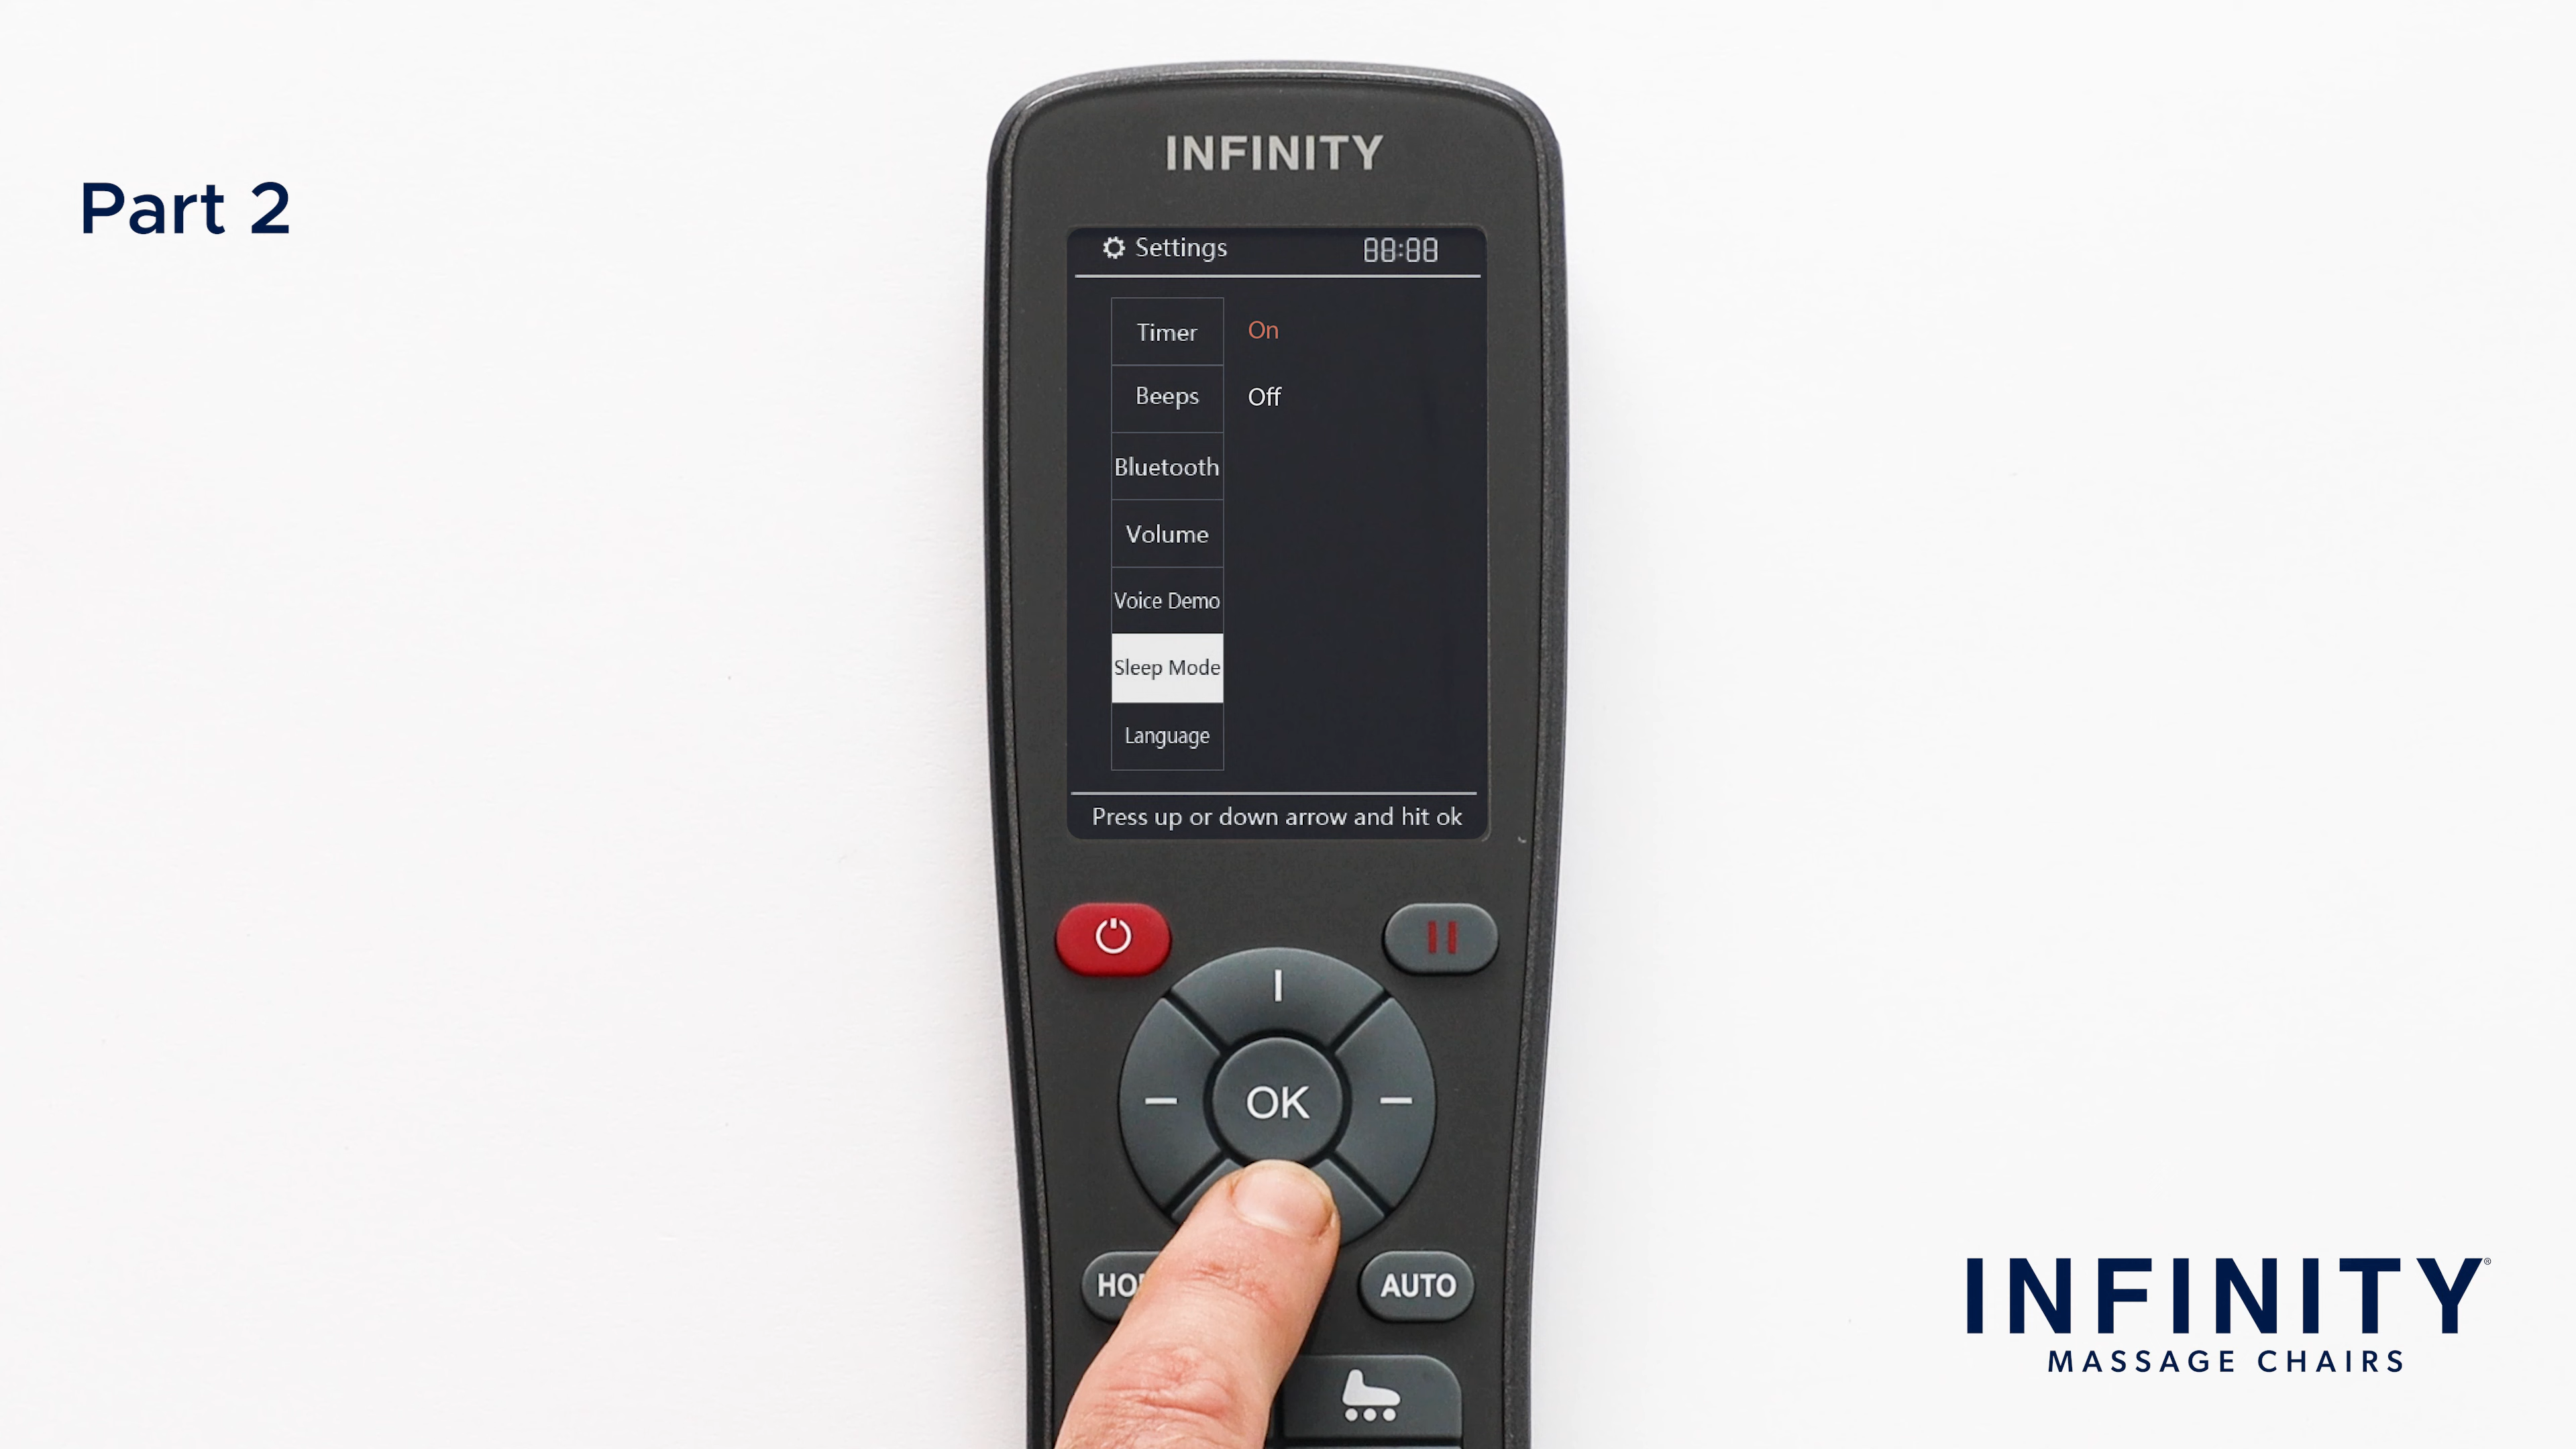 Part 2
INFINITY
Settings 88:88
Timer On
Beeps Off
Bluetooth
Volume
Voice Demo
Sleep Mode
Language
Press up or down arrow and hit ok
OK
AUTO
INFINITY®
MASSAGE CHAIRS